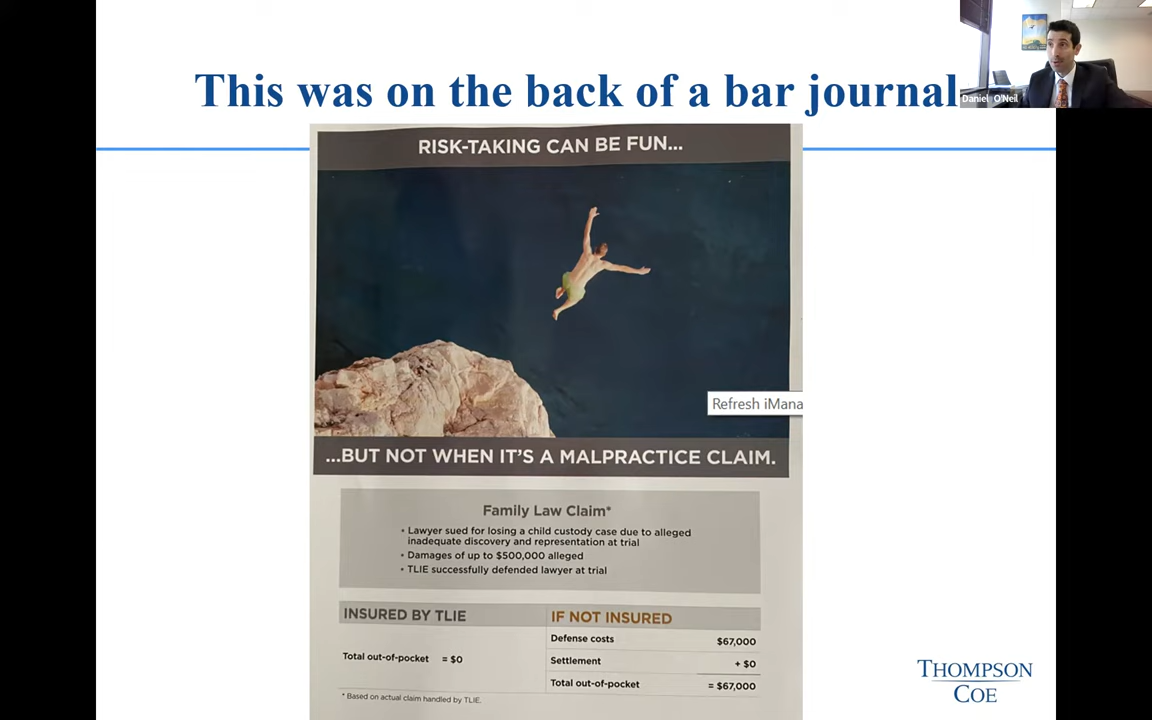 This was on the back of a bar journal
Daniel O'Neil
RISK-TAKING CAN BE FUN...
Refresh iMana
...BUT NOT WHEN IT'S A MALPRACTICE CLAIM.
Family Law Claim*
• Lawyer sued for losing a child custody case due to alleged
inadequate discovery and representation at trial
• Damages of up to $500,000 alleged
• TLIE successfully defended lawyer at trial
INSURED BY TLIE
Total out-of-pocket = $0
IF NOT INSURED
Defense costs $67,000
Settlement + $0
Total out-of-pocket = $67,000
* Based on actual claim handled by TLIE.
THOMPSON
COE